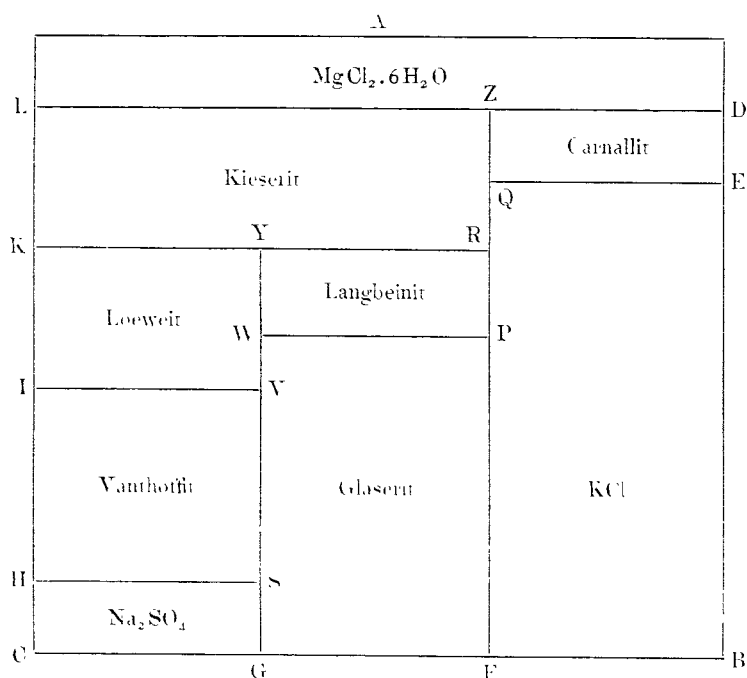 A
MgCl₂.6H₂O
L Z D
Carnallit
Kieserit
Q E
K Y R
Langbeinit
Loeweit
W P
I V
Vanthoffit Glaserit KCl
H S
Na₂SO₄
C G F B